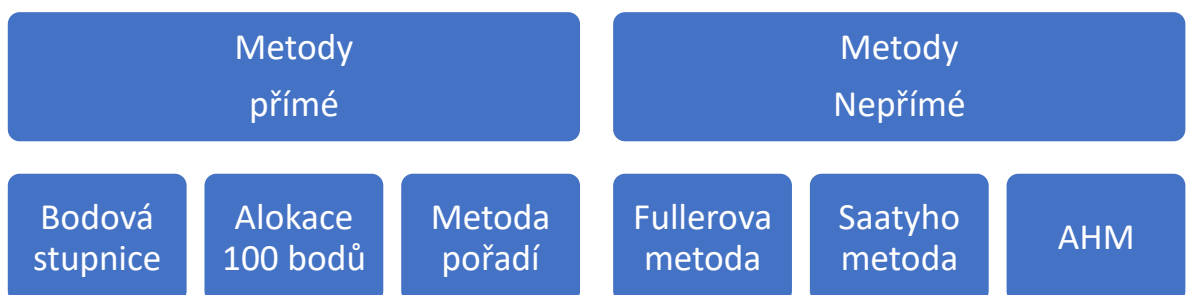 Metody
přímé
Metody
Nepřímé
Bodová
stupnice
Alokace
100 bodů
Metoda
pořadí
Fullerova
metoda
Saatyho
metoda
AHM